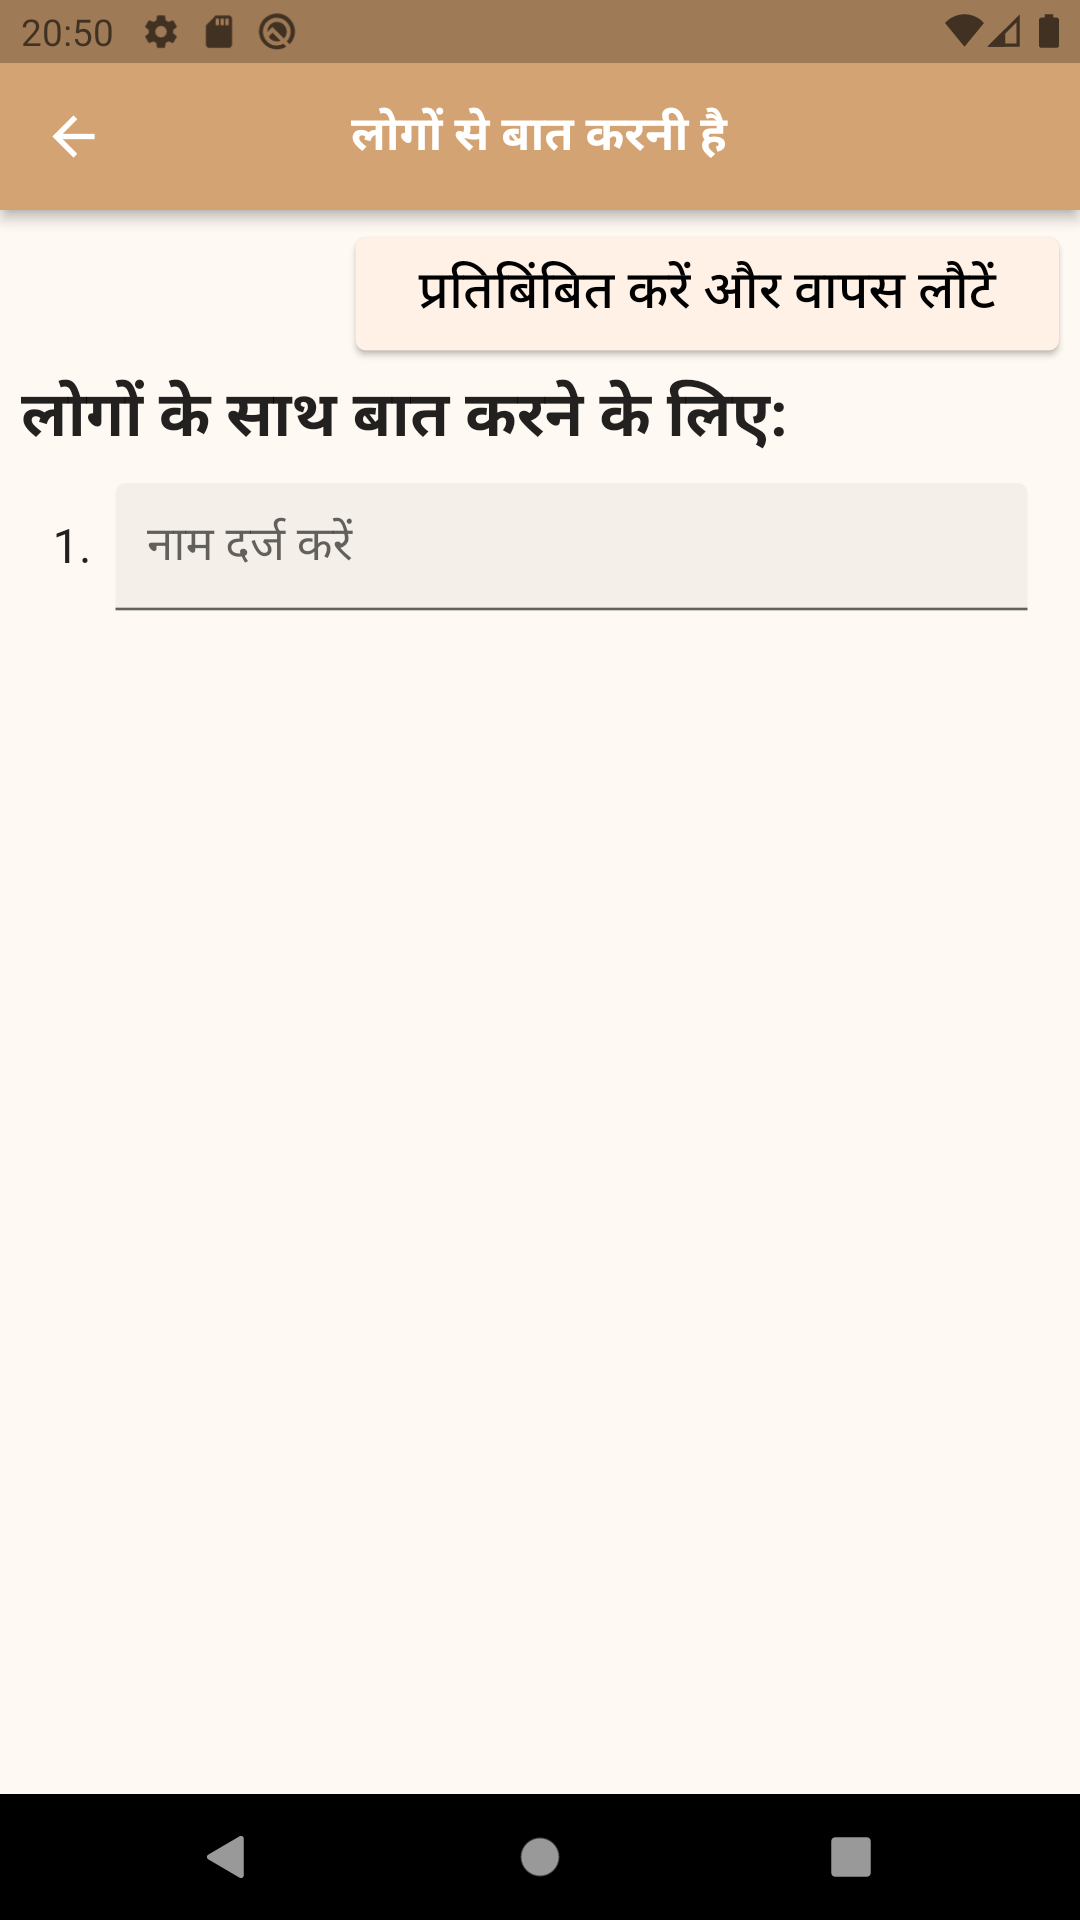 20:50
लोगों से बात करनी है
प्रतिबिंबित करें और वापस लौटें
लोगों के साथ बात करने के लिए:
1. नाम दर्ज करें